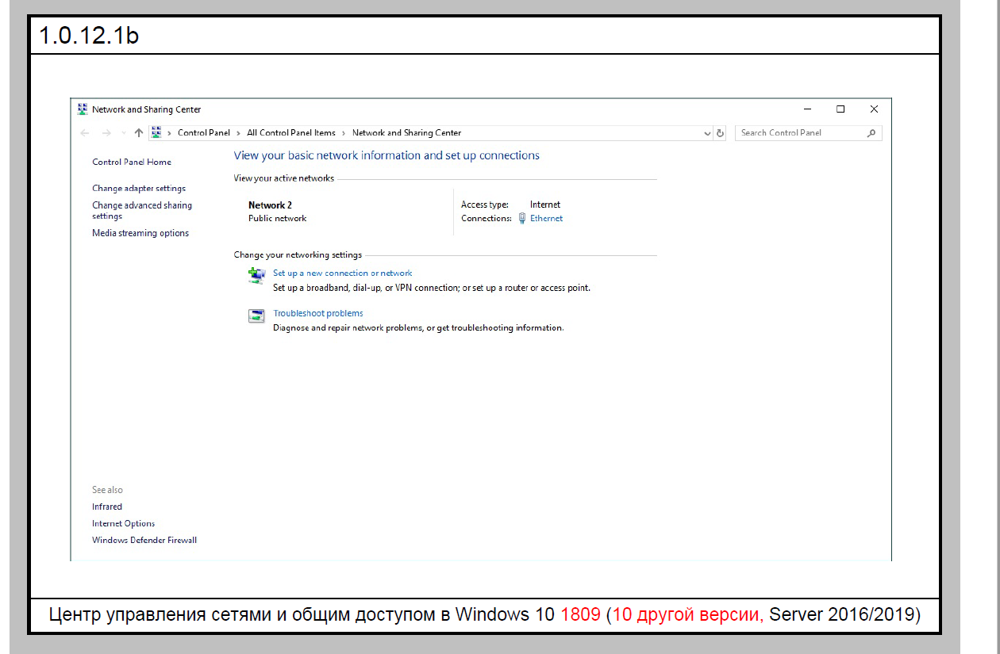 1.0.12.1b
Network and Sharing Center
Control Panel > All Control Panel Items > Network and Sharing Center
Search Control Panel
Control Panel Home
Change adapter settings
Change advanced sharing
settings
Media streaming options
View your basic network information and set up connections
View your active networks
Network 2
Public network
Access type: Internet
Connections: Ethernet
Change your networking settings
Set up a new connection or network
Set up a broadband, dial-up, or VPN connection; or set up a router or access point.
Troubleshoot problems
Diagnose and repair network problems, or get troubleshooting information.
See also
Infrared
Internet Options
Windows Defender Firewall
Центр управления сетями и общим доступом в Windows 10 1809 (10 другой версии, Server 2016/2019)